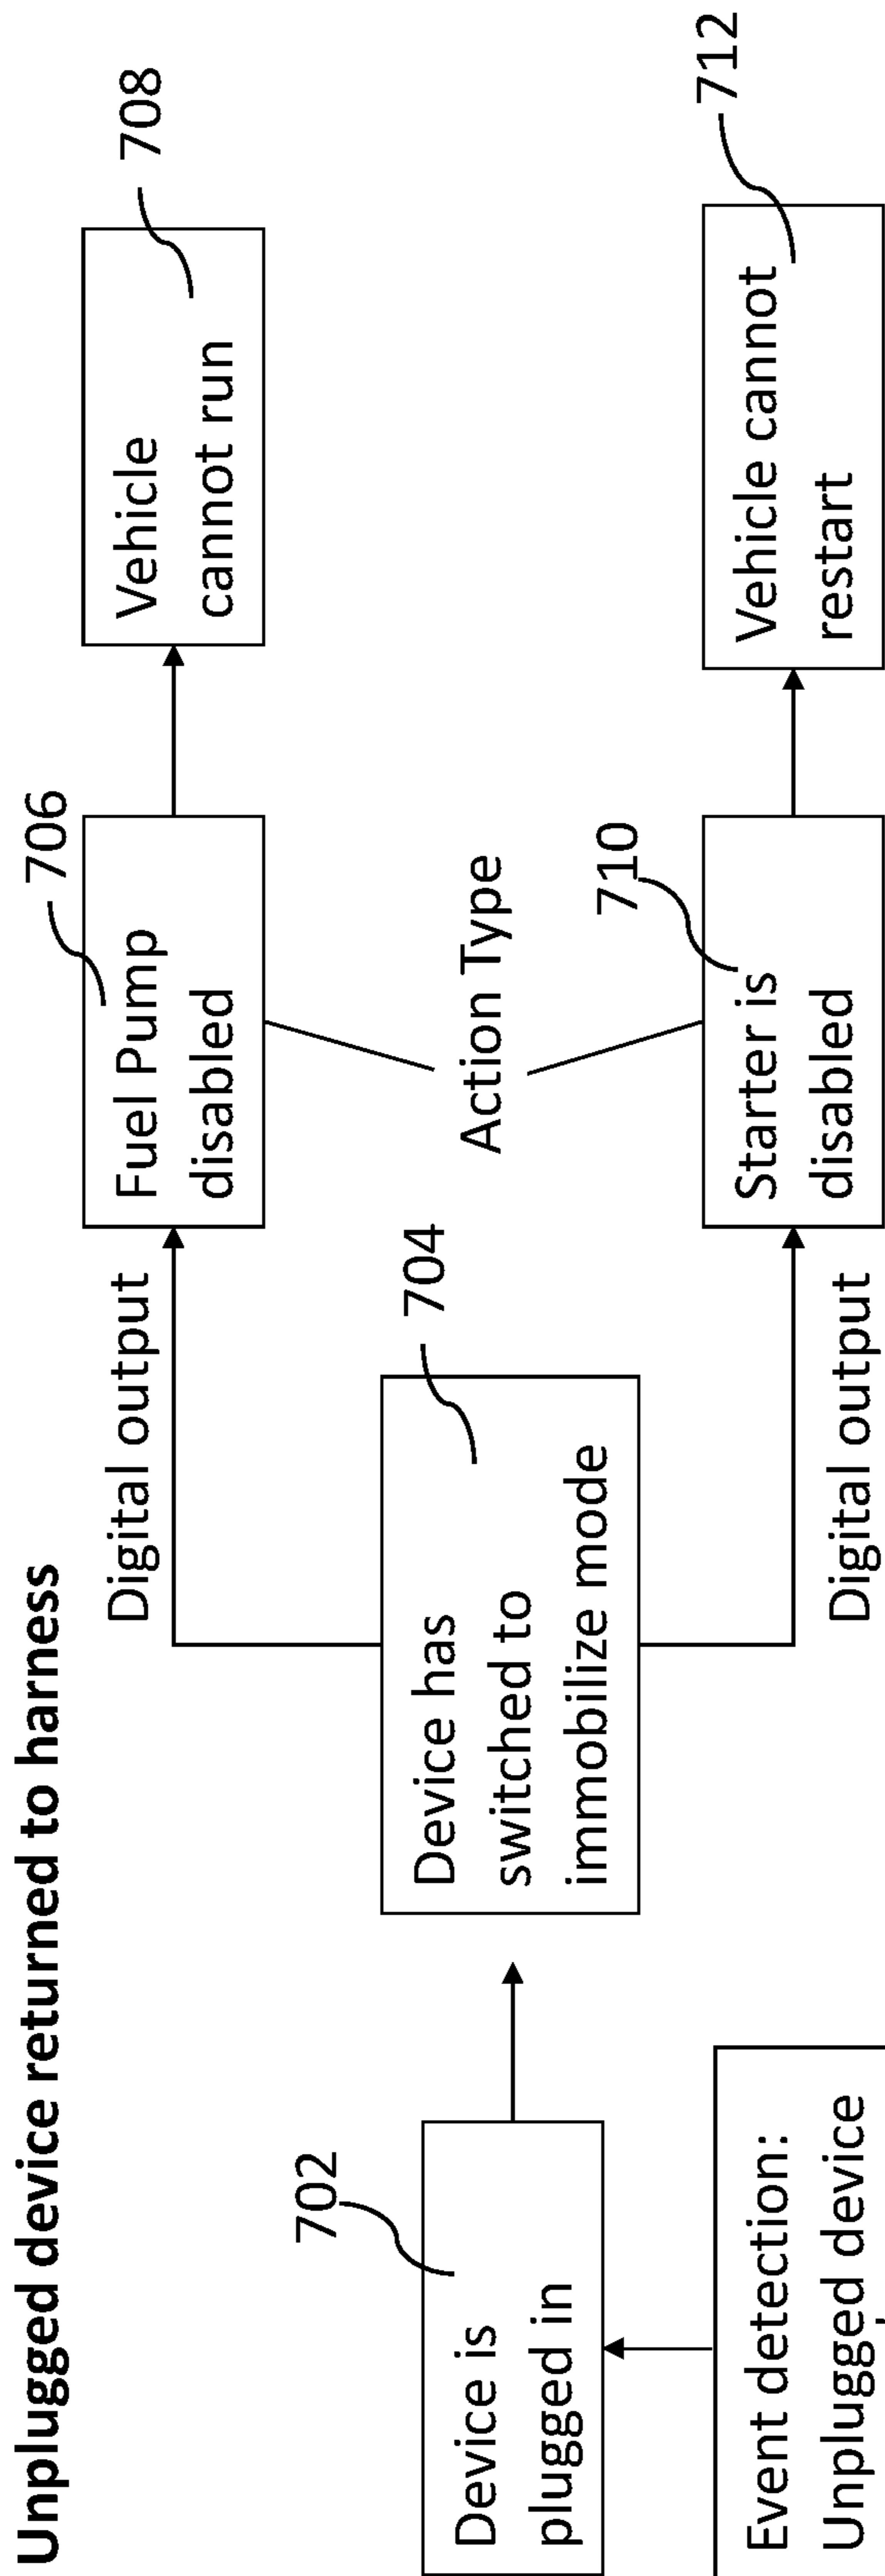 Unplugged device returned to harness
708
Vehicle
cannot run
706
Fuel Pump
disabled
Digital output
Action Type
704
Device has
switched to
immobilize mode
702
Device is
plugged in
712
Vehicle cannot
restart
710
Starter is
disabled
Digital output
Event detection:
Unplugged device